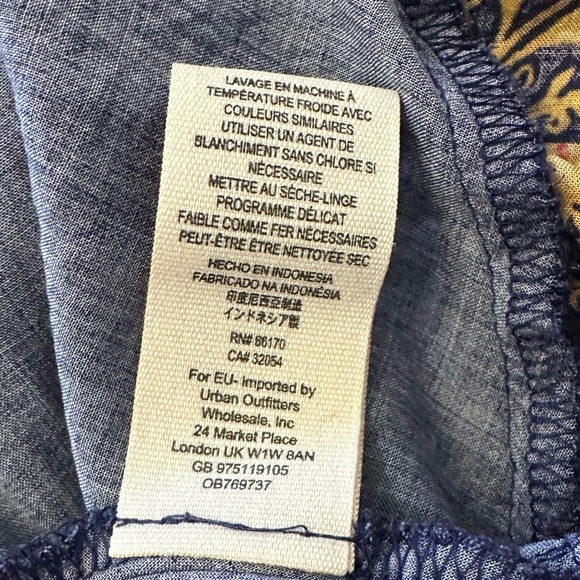 LAVAGE EN MACHINE À
TEMPÉRATURE FROIDE AVEC
COULEURS SIMILAIRES
UTILISER UN AGENT DE
BLANCHIMENT SANS CHLORE SI
NÉCESSAIRE
METTRE AU SÈCHE-LINGE
PROGRAMME DÉLICAT
FAIBLE COMME FER NÉCESSAIRES
PEUT-ÊTRE ÊTRE NETTOYÉE SEC
HECHO EN INDONESIA
FABRICADO NA INDONÉSIA
印度尼西亞制造
インドネシア製
RN# 86170
CA# 32054
For EU- Imported by
Urban Outfitters
Wholesale, Inc
24 Market Place
London UK W1W 8AN
GB 975119105
OB769737